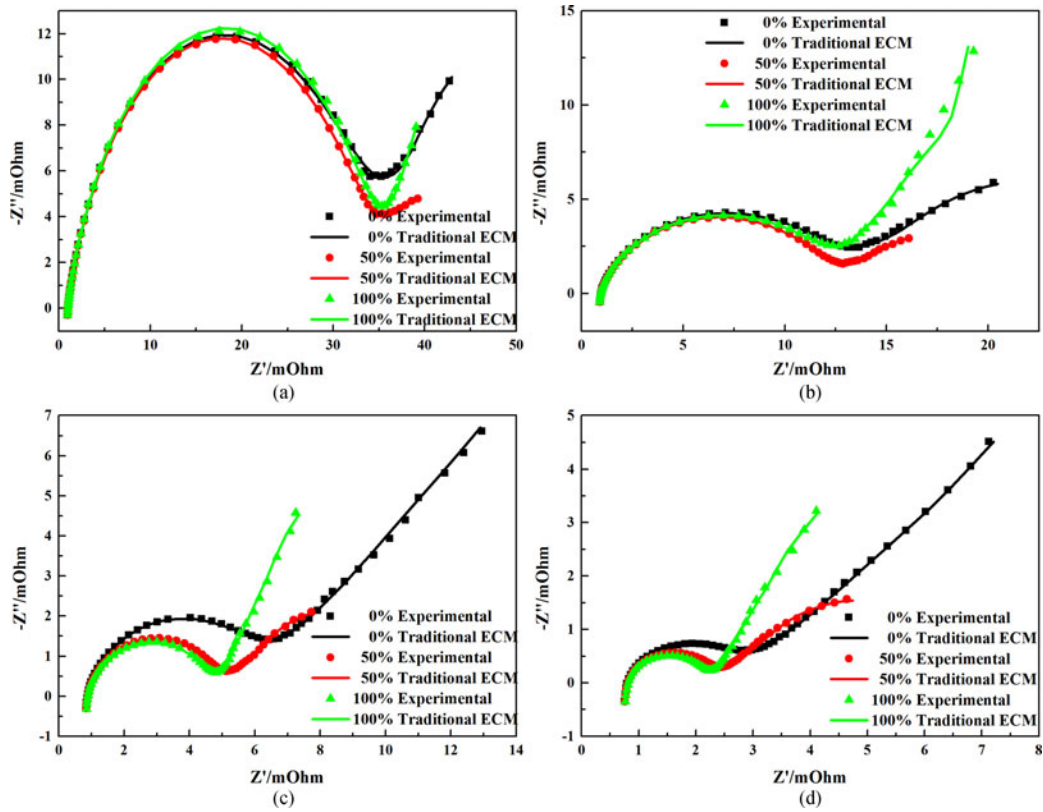 -Z''/mOhm
12
10
8
6
4
2
0
0 10 20 30 40 50
Z'/mOhm
0% Experimental
0% Traditional ECM
50% Experimental
50% Traditional ECM
100% Experimental
100% Traditional ECM
(a)
-Z''/mOhm
15
10
5
0
0 5 10 15 20
Z'/mOhm
0% Experimental
0% Traditional ECM
50% Experimental
50% Traditional ECM
100% Experimental
100% Traditional ECM
(b)
-Z''/mOhm
7
6
5
4
3
2
1
0
-1
0 2 4 6 8 10 12 14
Z'/mOhm
0% Experimental
0% Traditional ECM
50% Experimental
50% Traditional ECM
100% Experimental
100% Traditional ECM
(c)
-Z''/mOhm
5
4
3
2
1
0
-1
0 1 2 3 4 5 6 7 8
Z'/mOhm
0% Experimental
0% Traditional ECM
50% Experimental
50% Traditional ECM
100% Experimental
100% Traditional ECM
(d)